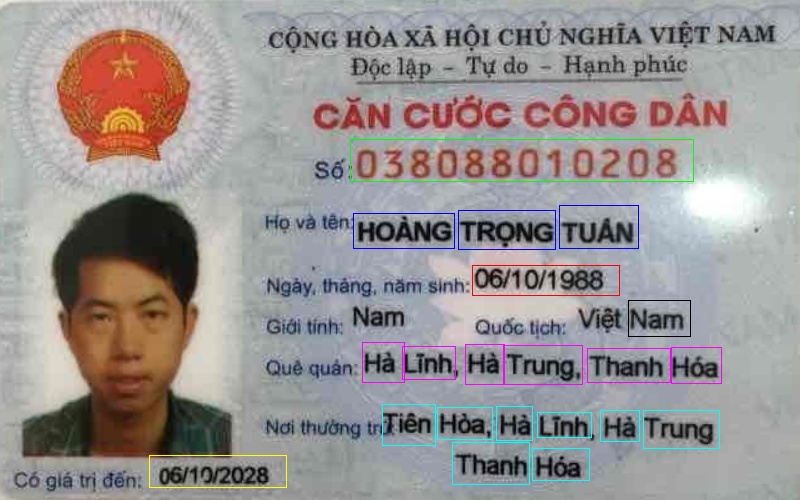 CỘNG HÒA XÃ HỘI CHỦ NGHĨA VIỆT NAM
Độc lập - Tự do - Hạnh phúc
CĂN CƯỚC CÔNG DÂN
Số: 038088010208
Họ và tên: HOÀNG TRỌNG TUẤN
Ngày, tháng, năm sinh: 06/10/1988
Giới tính: Nam Quốc tịch: Việt Nam
Quê quán: Hà Lĩnh, Hà Trung, Thanh Hóa
Nơi thường trú: Tiên Hòa, Hà Lĩnh, Hà Trung
Thanh Hóa
Có giá trị đến: 06/10/2028